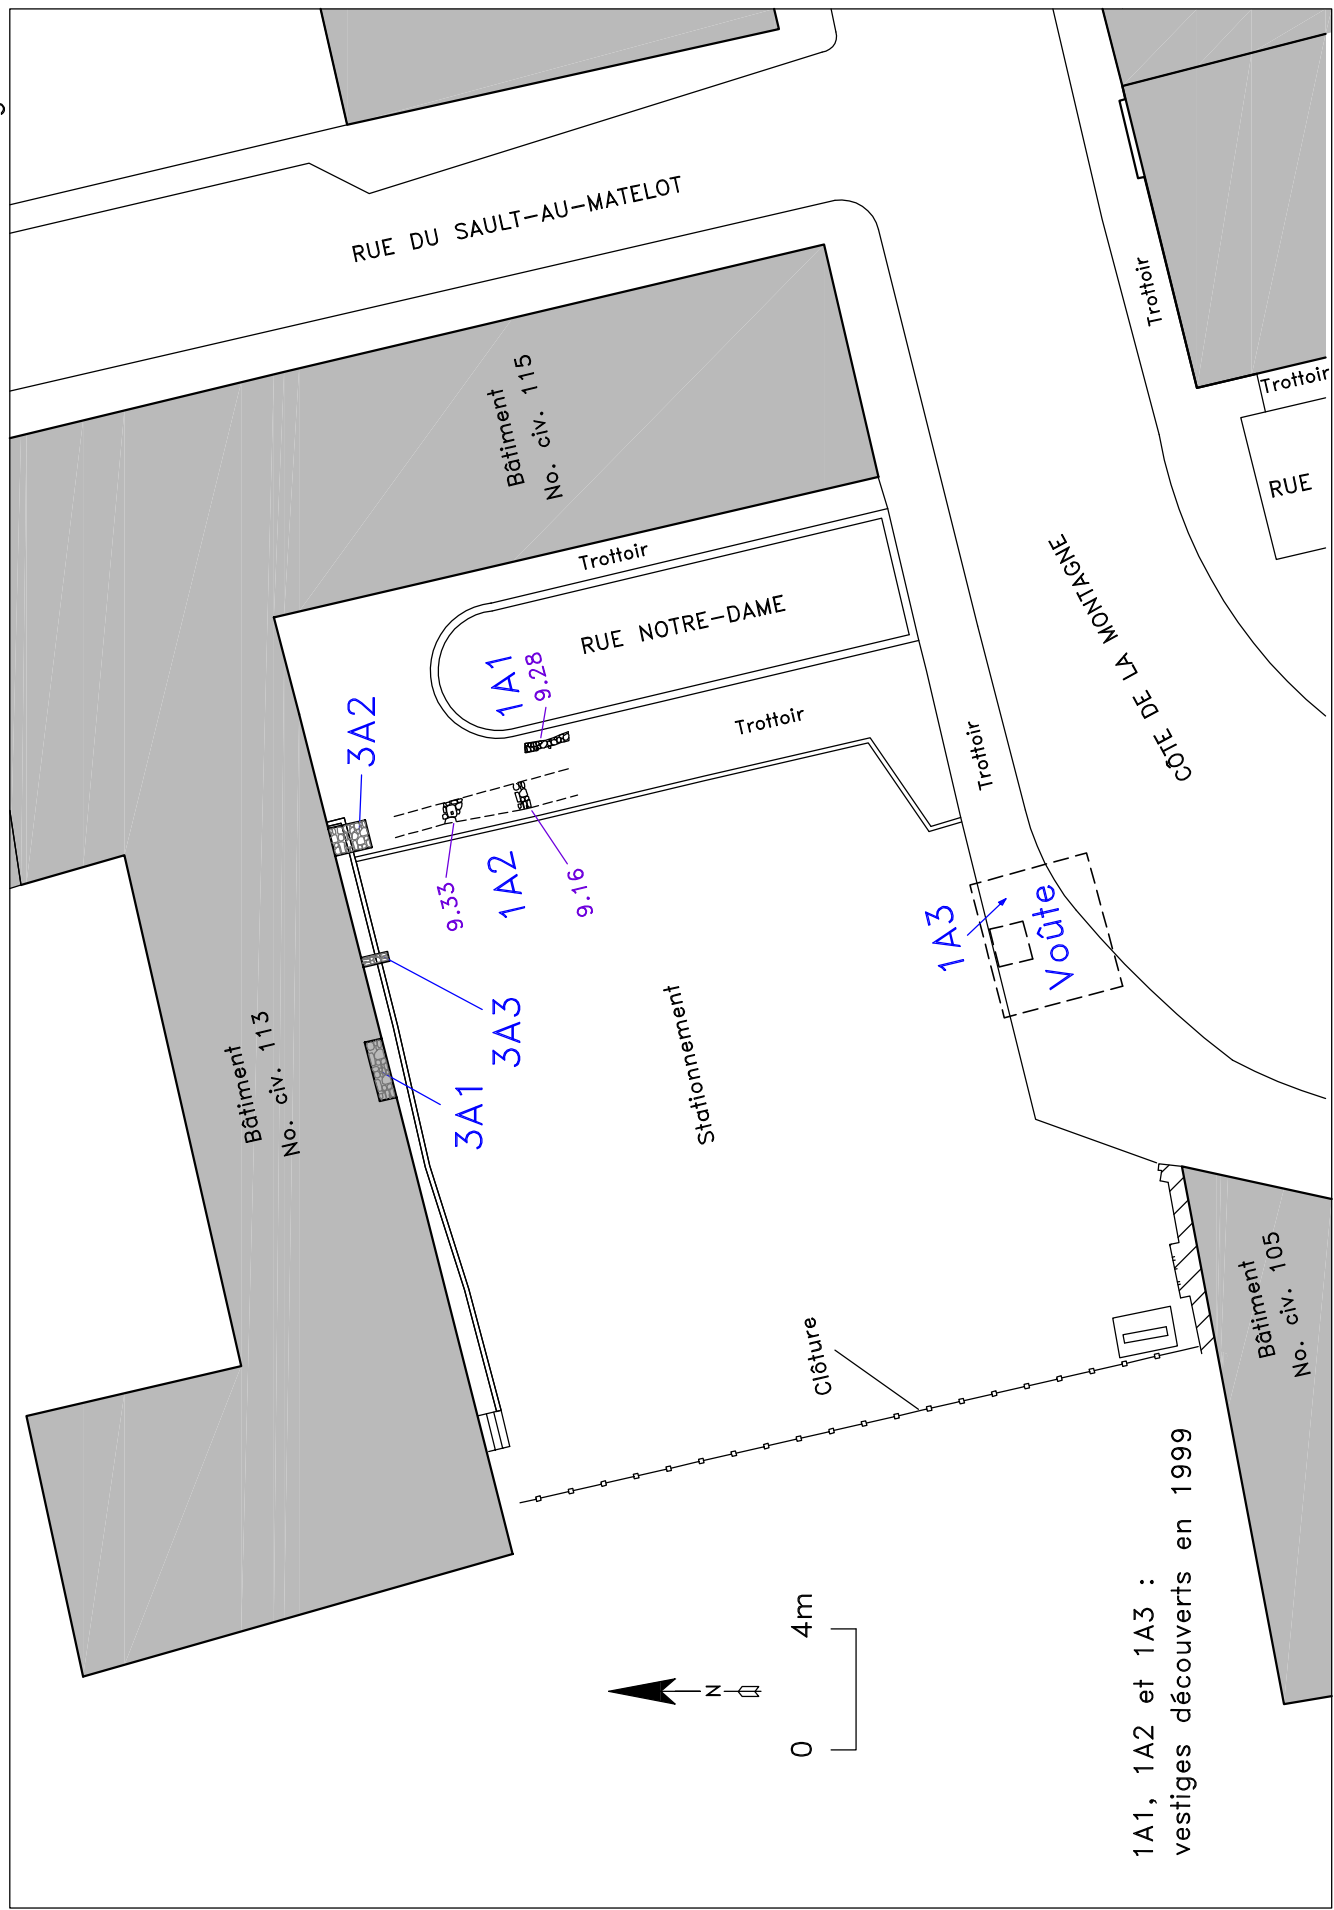 RUE DU SAULT-AU-MATELOT
Trottoir
Trottoir
RUE
Bâtiment
No. civ. 115
Trottoir
RUE NOTRE-DAME
CÔTE DE LA MONTAGNE
1A1
9.28
3A2
Trottoir
Trottoir
9.33
1A2
9.16
1A3
Voûte
3A3
3A1
Bâtiment
No. civ. 113
Stationnement
Clôture
Bâtiment
No. civ. 105
N
0 4m
1A1, 1A2 et 1A3 :
vestiges découverts en 1999